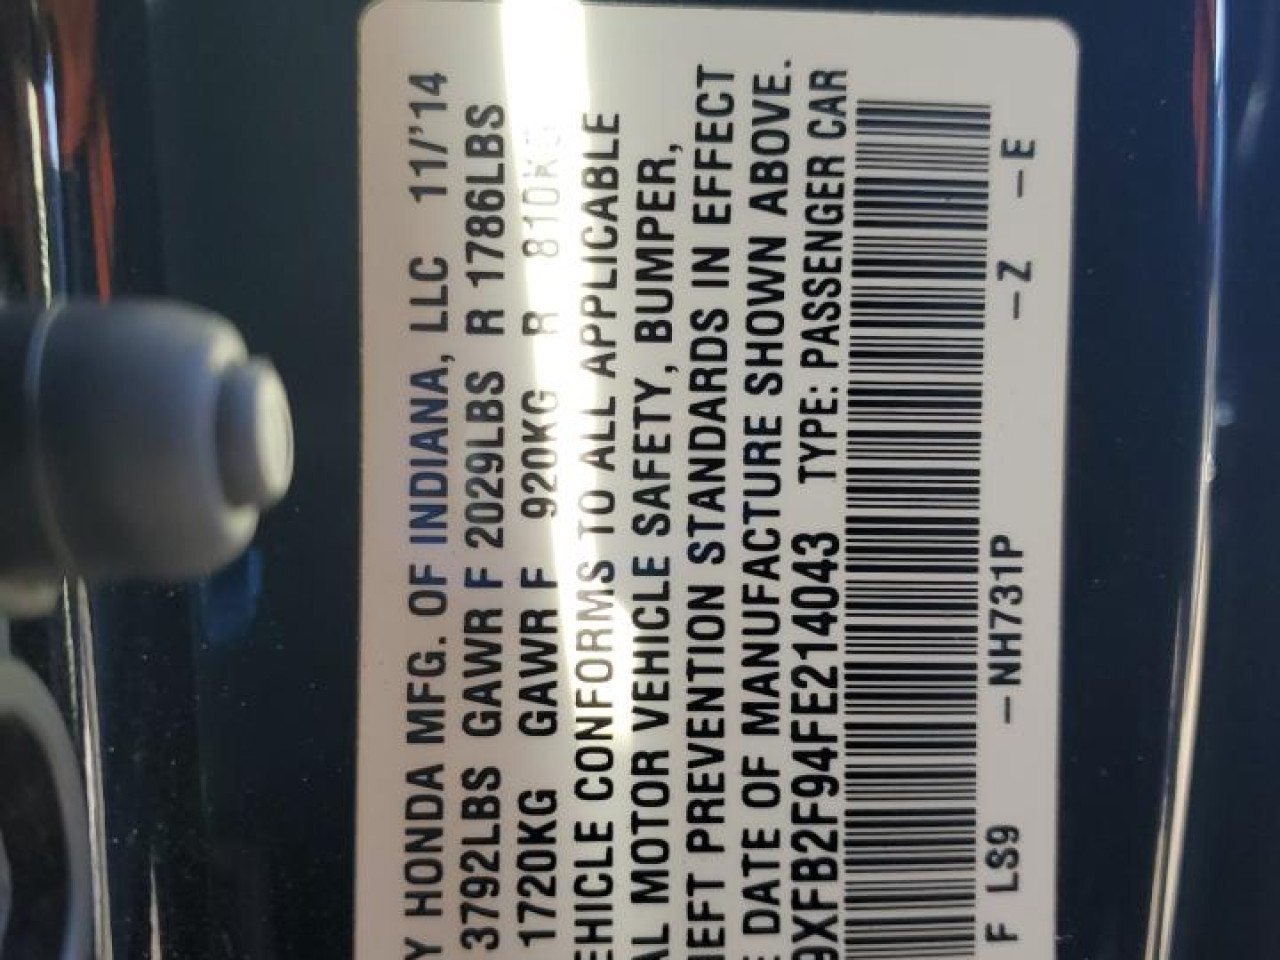 Y HONDA MFG. OF INDIANA, LLC 11/'14
3792LBS GAWR F 2029LBS R 1786LBS
1720KG GAWR F 920KG R 810KG
EHICLE CONFORMS TO ALL APPLICABLE
AL MOTOR VEHICLE SAFETY, BUMPER,
HEFT PREVENTION STANDARDS IN EFFECT
E DATE OF MANUFACTURE SHOWN ABOVE.
9XFB2F94FE214043 TYPE: PASSENGER CAR
F LS9 –NH731P –Z –E